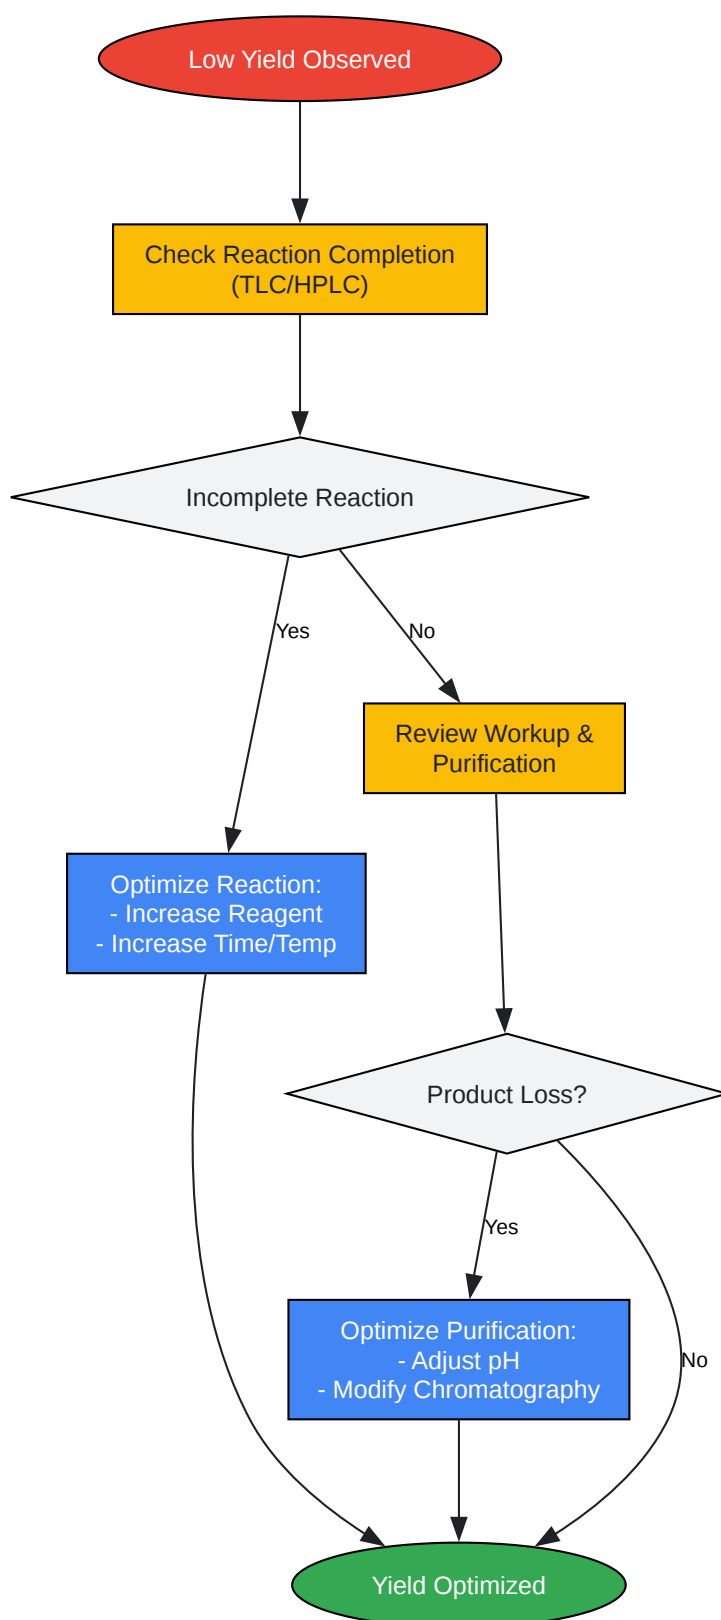 Low Yield Observed
Check Reaction Completion
(TLC/HPLC)
Incomplete Reaction
Yes
No
Review Workup &
Purification
Optimize Reaction:
- Increase Reagent
- Increase Time/Temp
Product Loss?
Yes
Optimize Purification:
- Adjust pH
- Modify Chromatography
No
Yield Optimized